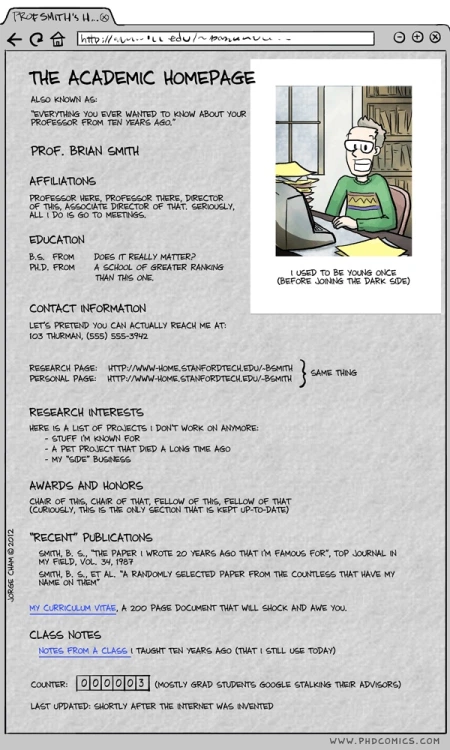 PROF. SMITH'S H...
THE ACADEMIC HOMEPAGE
ALSO KNOWN AS:
"EVERYTHING YOU EVER WANTED TO KNOW ABOUT YOUR
PROFESSOR FROM TEN YEARS AGO."
PROF. BRIAN SMITH
AFFILIATIONS
PROFESSOR HERE, PROFESSOR THERE, DIRECTOR
OF THIS, ASSOCIATE DIRECTOR OF THAT. SERIOUSLY,
ALL I DO IS GO TO MEETINGS.
I USED TO BE YOUNG ONCE
(BEFORE JOINING THE DARK SIDE)
EDUCATION
B.S. FROM DOES IT REALLY MATTER?
PH.D. FROM A SCHOOL OF GREATER RANKING
THAN THIS ONE.
CONTACT INFORMATION
LET'S PRETEND YOU CAN ACTUALLY REACH ME AT:
103 THURMAN, (555) 555-3942
RESEARCH PAGE: HTTP://WWW-HOME.STANFORDTECH.EDU/~BSMITH
PERSONAL PAGE: HTTP://WWW-HOME.STANFORDTECH.EDU/~BSMITH
SAME THING
RESEARCH INTERESTS
HERE IS A LIST OF PROJECTS I DON'T WORK ON ANYMORE:
- STUFF I'M KNOWN FOR
- A PET PROJECT THAT DIED A LONG TIME AGO
- MY "SIDE" BUSINESS
AWARDS AND HONORS
CHAIR OF THIS, CHAIR OF THAT, FELLOW OF THIS, FELLOW OF THAT
(CURIOUSLY, THIS IS THE ONLY SECTION THAT IS KEPT UP-TO-DATE)
"RECENT" PUBLICATIONS
SMITH, B. S., "THE PAPER I WROTE 20 YEARS AGO THAT I'M FAMOUS FOR", TOP JOURNAL IN
MY FIELD, VOL. 34, 1987
SMITH, B. S., ET AL. "A RANDOMLY SELECTED PAPER FROM THE COUNTLESS THAT HAVE MY
NAME ON THEM"
MY CURRICULUM VITAE, A 200 PAGE DOCUMENT THAT WILL SHOCK AND AWE YOU.
CLASS NOTES
NOTES FROM A CLASS I TAUGHT TEN YEARS AGO (THAT I STILL USE TODAY)
COUNTER: 000003 (MOSTLY GRAD STUDENTS GOOGLE STALKING THEIR ADVISORS)
LAST UPDATED: SHORTLY AFTER THE INTERNET WAS INVENTED
JORGE CHAM © 2012
WWW.PHDCOMICS.COM